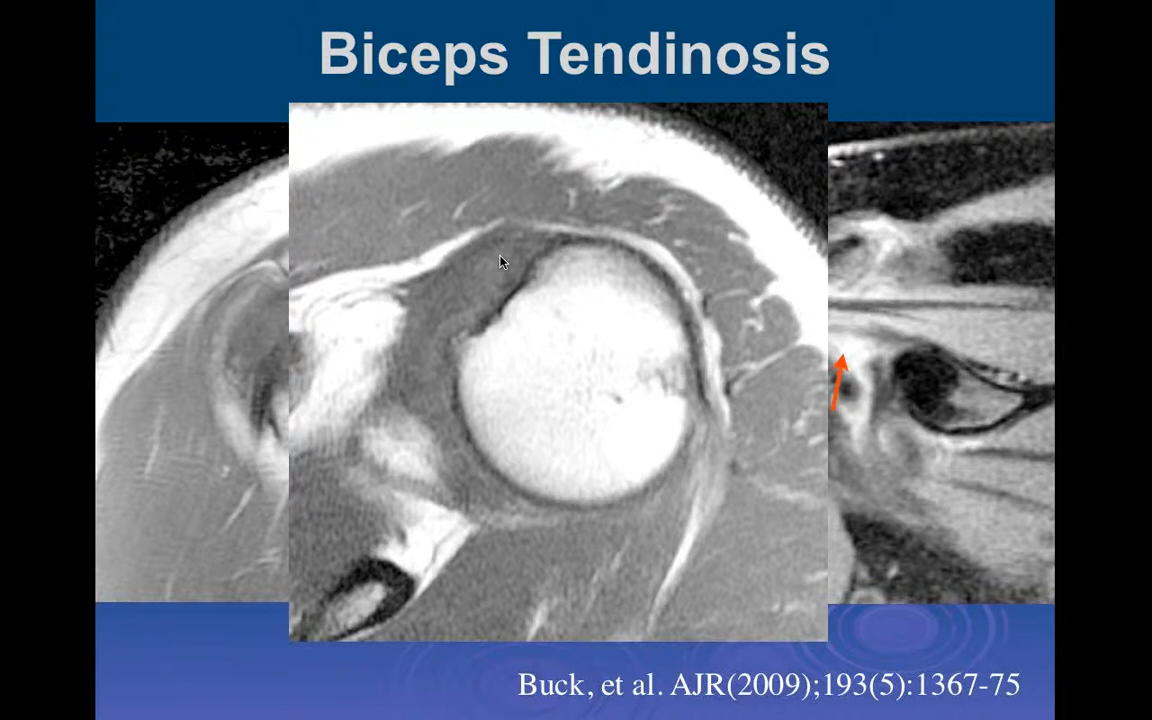 Biceps Tendinosis
Buck, et al. AJR(2009);193(5):1367-75